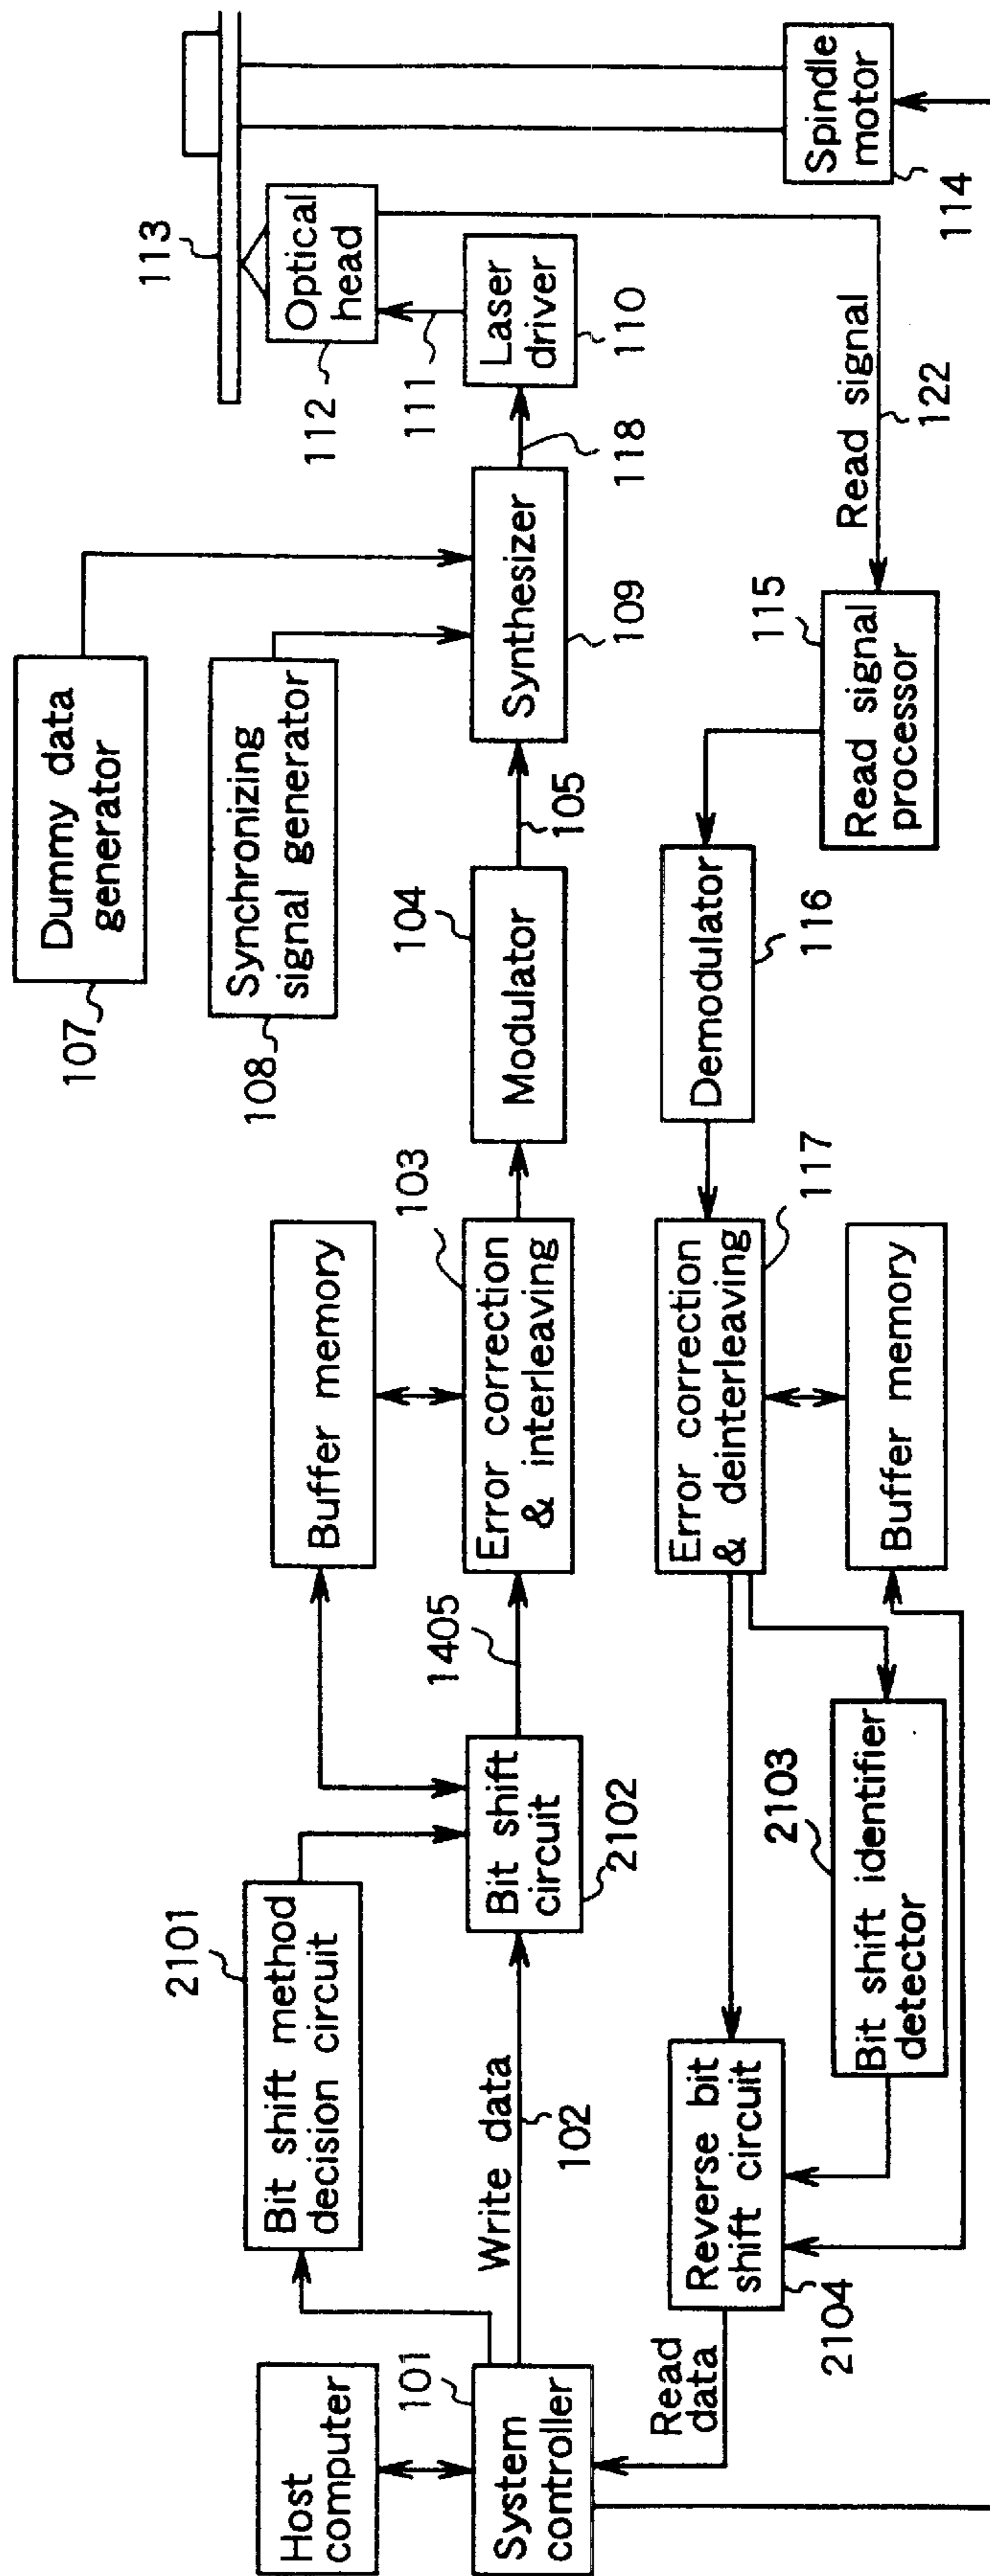 Host
computer
101
System
controller
2101
Bit shift method
decision circuit
Write data
102
Bit shift
circuit
2102
1405
Buffer memory
103
Error correction
& interleaving
104
Modulator
105
107
Dummy data
generator
108
Synchronizing
signal generator
Synthesizer
109
118
Laser
driver
110
111
112
Optical
head
113
Spindle
motor
114
Read signal
122
115
Read signal
processor
Demodulator
116
117
Error correction
& deinterleaving
Buffer memory
2103
Bit shift identifier
detector
Reverse bit
shift circuit
2104
Read
data